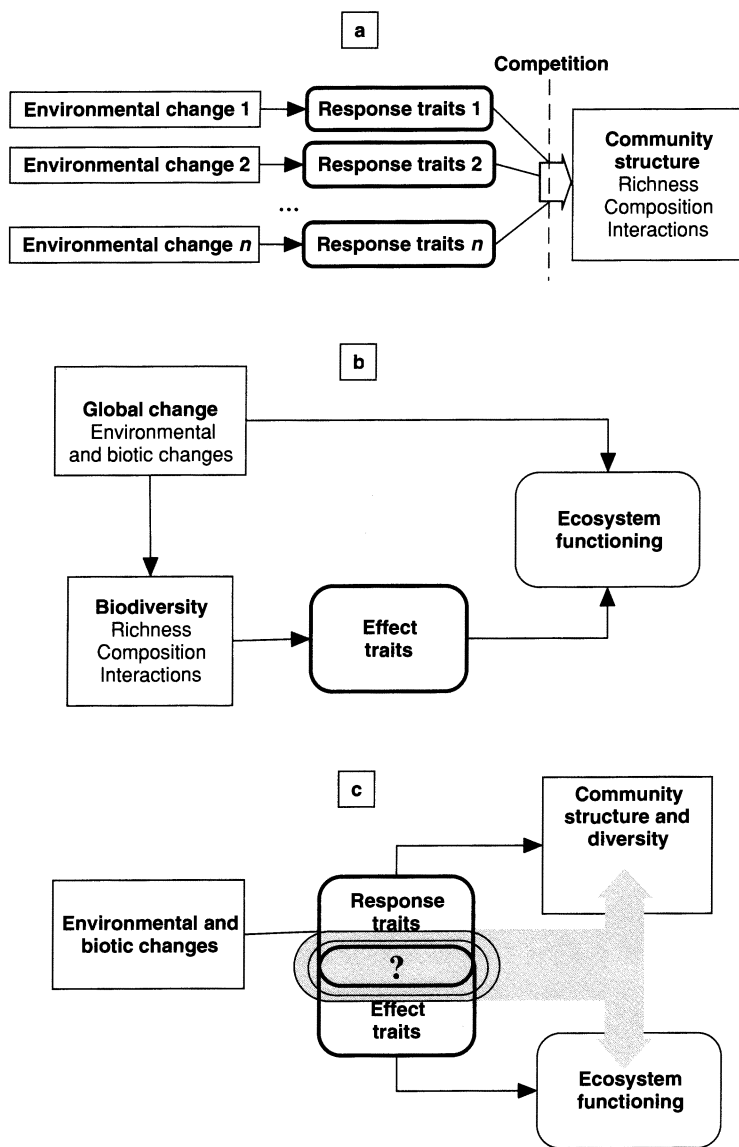 a
Competition
Environmental change 1
Response traits 1
Environmental change 2
Response traits 2
...
Environmental change n
Response traits n
Community
structure
Richness
Composition
Interactions
b
Global change
Environmental
and biotic changes
Ecosystem
functioning
Biodiversity
Richness
Composition
Interactions
Effect
traits
c
Community
structure and
diversity
Environmental and
biotic changes
Response
traits
?
Effect
traits
Ecosystem
functioning